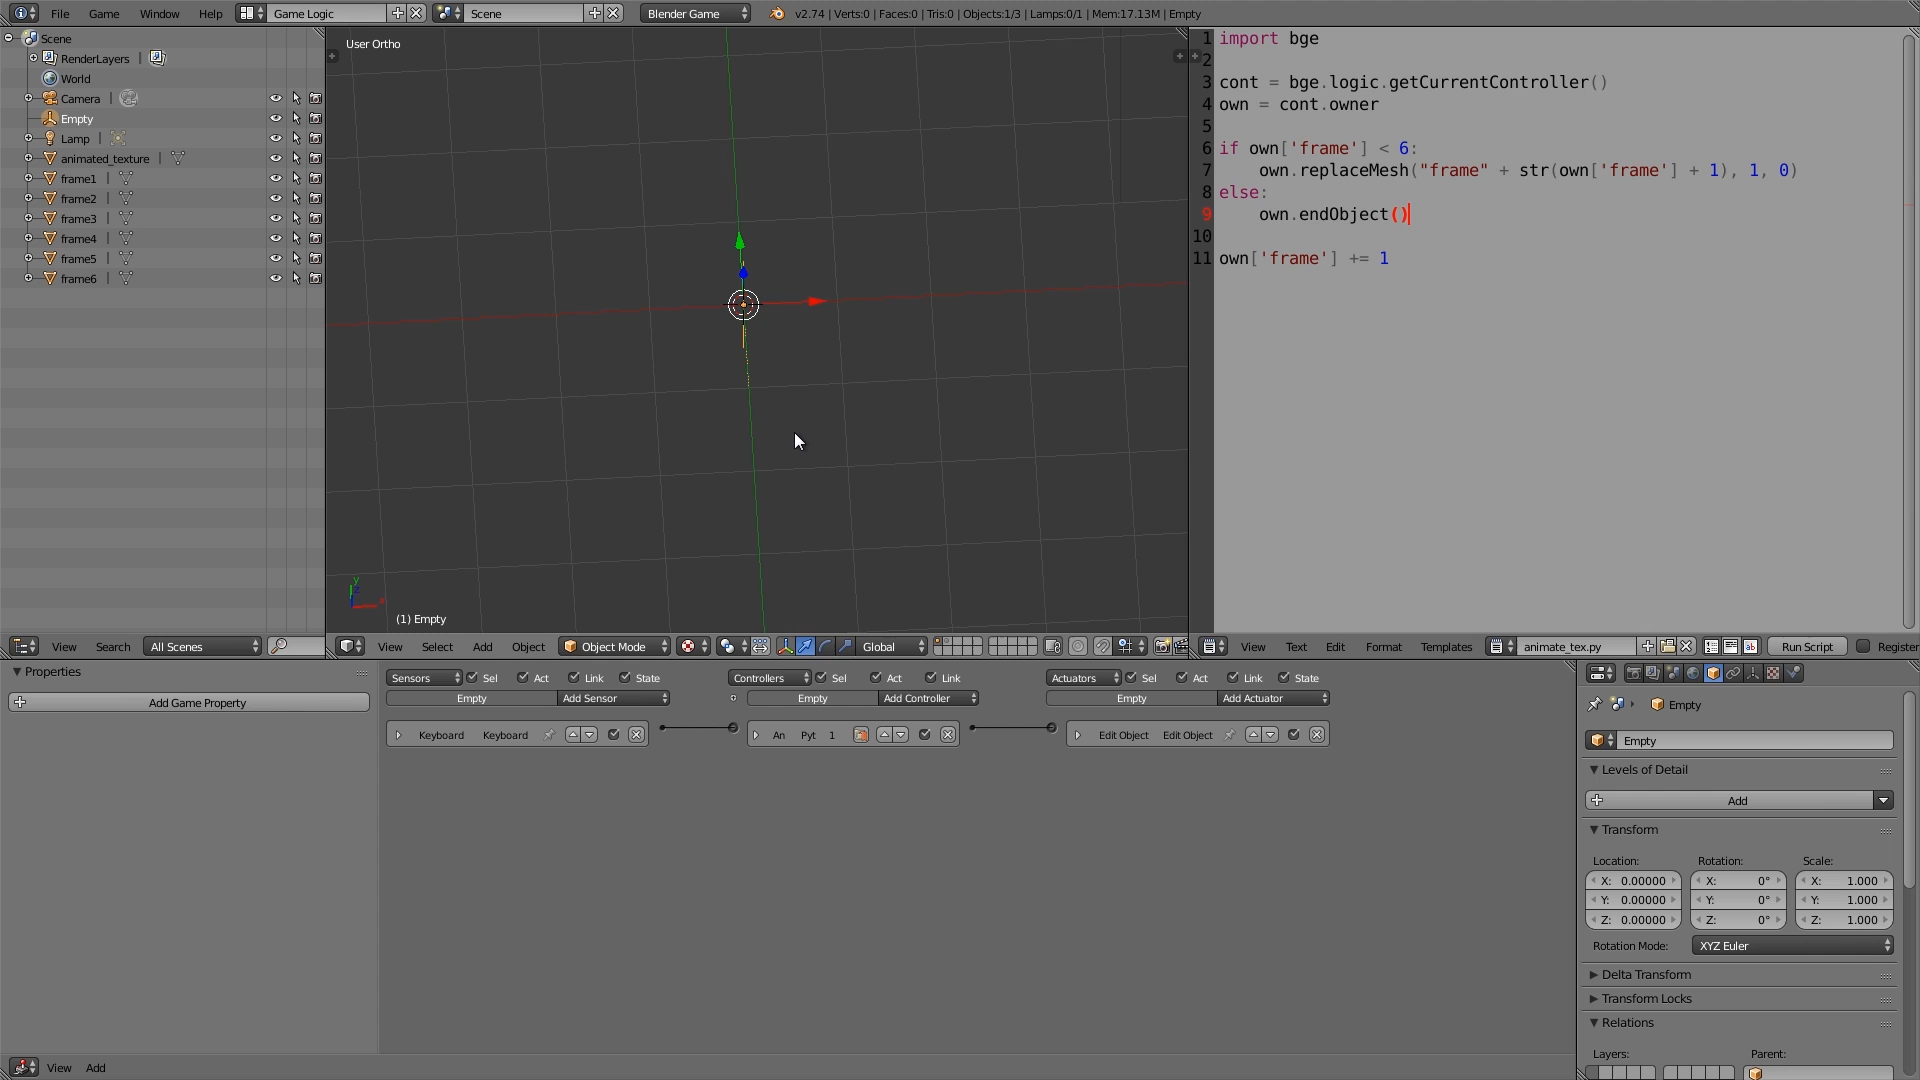 File Game Window Help Game Logic Scene Blender Game v2.74 | Verts:0 | Faces:0 | Tris:0 | Objects:1/3 | Lamps:0/1 | Mem:17.13M | Empty
Scene
RenderLayers
World
Camera
Empty
Lamp
animated_texture
frame1
frame2
frame3
frame4
frame5
frame6
View Search All Scenes
User Ortho
(1) Empty
View Select Add Object Object Mode Global
1 import bge
2
3 cont = bge.logic.getCurrentController()
4 own = cont.owner
5
6 if own['frame'] < 6:
7 own.replaceMesh("frame" + str(own['frame'] + 1), 1, 0)
8 else:
9 own.endObject()
10
11 own['frame'] += 1
View Text Edit Format Templates animate_tex.py Run Script Register
Properties
Add Game Property
Sensors Sel Act Link State
Empty Add Sensor
Keyboard Keyboard
Controllers Sel Act Link
Empty Add Controller
An Pyt 1
Actuators Sel Act Link State
Empty Add Actuator
Edit Object Edit Object
View Add
Empty
Empty
Levels of Detail
Add
Transform
Location: Rotation: Scale:
X: 0.00000 X: 0° X: 1.000
Y: 0.00000 Y: 0° Y: 1.000
Z: 0.00000 Z: 0° Z: 1.000
Rotation Mode: XYZ Euler
Delta Transform
Transform Locks
Relations
Layers: Parent: